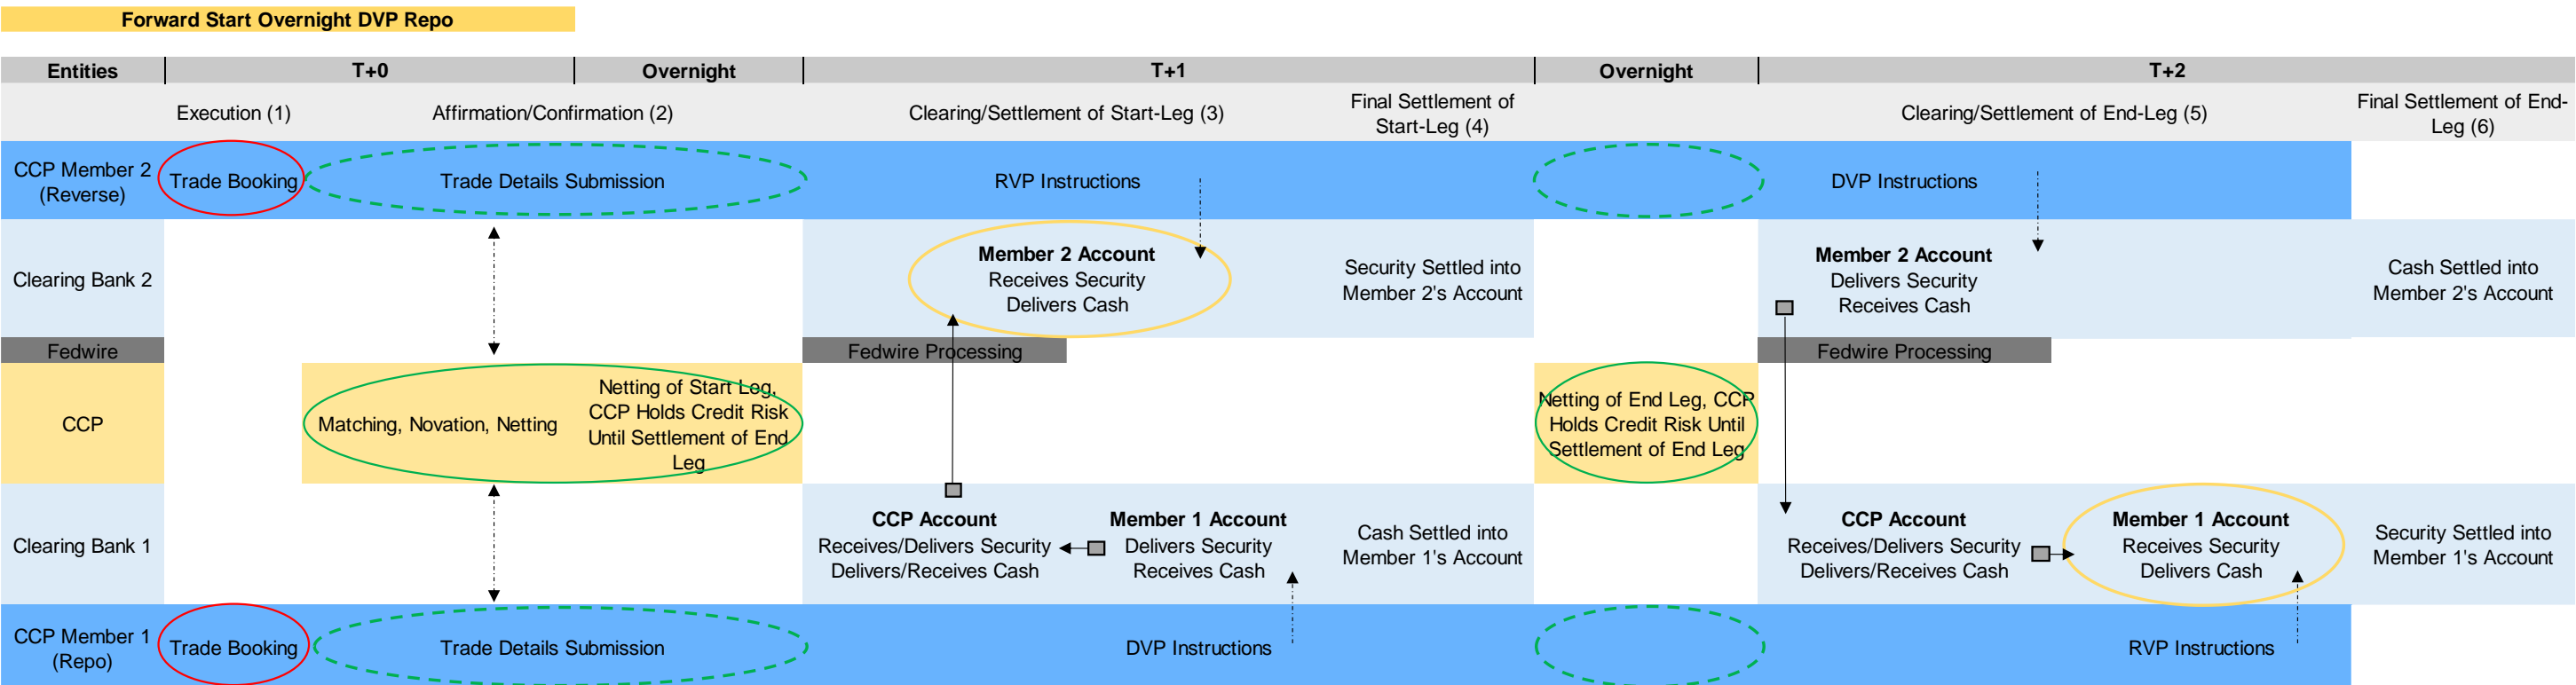 Forward Start Overnight DVP Repo
Entities
T+0
Overnight
T+1
Overnight
T+2
Execution (1)
Affirmation/Confirmation (2)
Clearing/Settlement of Start-Leg (3)
Final Settlement of
Start-Leg (4)
Clearing/Settlement of End-Leg (5)
Final Settlement of End-
Leg (6)
CCP Member 2
(Reverse)
Trade Booking
Trade Details Submission
RVP Instructions
DVP Instructions
Clearing Bank 2
Member 2 Account
Receives Security
Delivers Cash
Security Settled into
Member 2's Account
Member 2 Account
Delivers Security
Receives Cash
Cash Settled into
Member 2's Account
Fedwire
Fedwire Processing
Fedwire Processing
CCP
Matching, Novation, Netting
Netting of Start Leg,
CCP Holds Credit Risk
Until Settlement of End
Leg
Netting of End Leg, CCP
Holds Credit Risk Until
Settlement of End Leg
Clearing Bank 1
CCP Account
Receives/Delivers Security
Delivers/Receives Cash
Member 1 Account
Delivers Security
Receives Cash
Cash Settled into
Member 1's Account
CCP Account
Receives/Delivers Security
Delivers/Receives Cash
Member 1 Account
Receives Security
Delivers Cash
Security Settled into
Member 1's Account
CCP Member 1
(Repo)
Trade Booking
Trade Details Submission
DVP Instructions
RVP Instructions